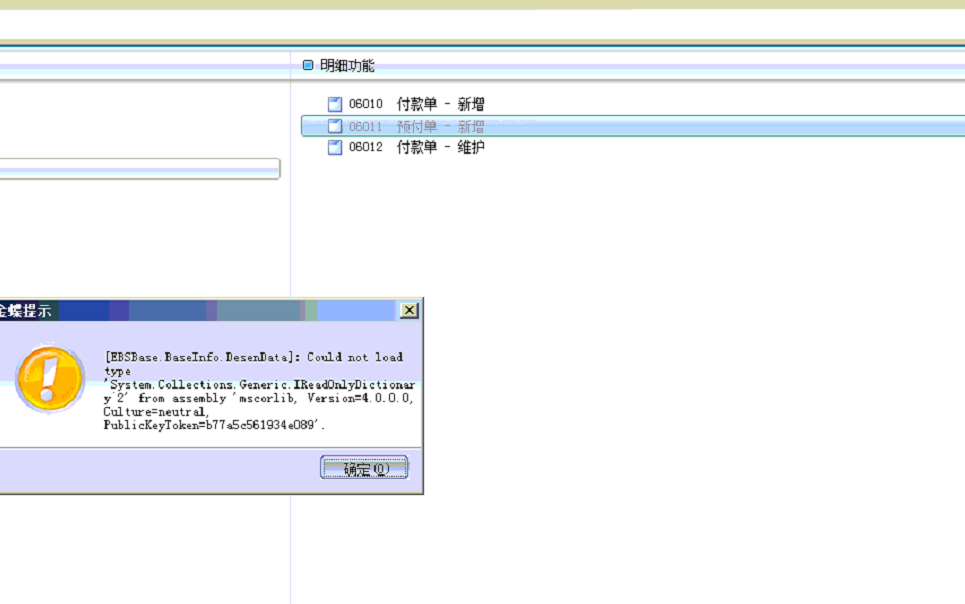 明细功能
06010 付款单 - 新增
06011 预付单 - 新增
06012 付款单 - 维护
金蝶提示
[EBSBase.BaseInfo.DesenData]: Could not load
type
'System.Collections.Generic.IReadOnlyDictionar
y`2' from assembly 'mscorlib, Version=4.0.0.0,
Culture=neutral,
PublicKeyToken=b77a5c561934e089'.
确定(O)